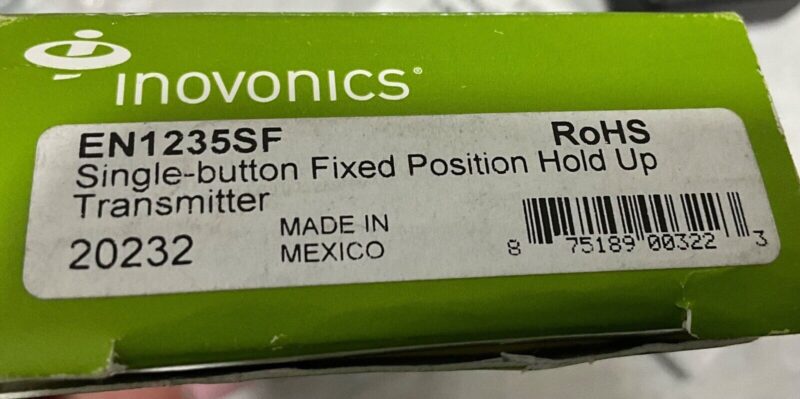 inovonics®
EN1235SF RoHS
Single-button Fixed Position Hold Up
Transmitter
20232 MADE IN
MEXICO
8 75189 00322 3